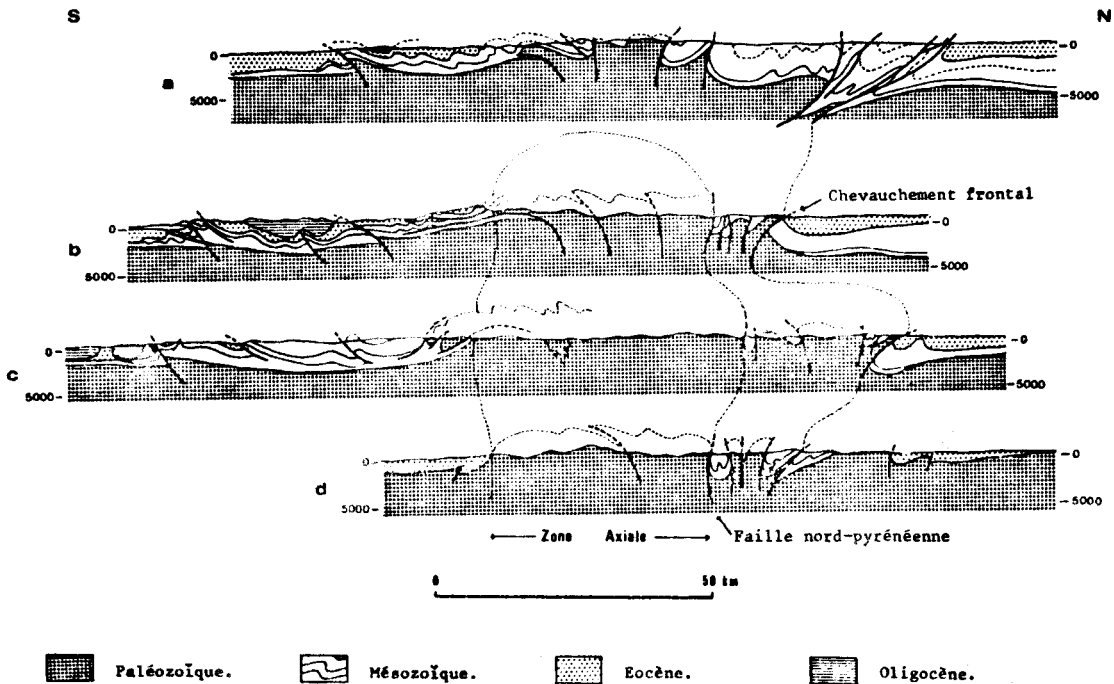 S N
0 -0
a
5000- -5000
Chevauchement frontal
0 -0
b
5000- -5000
0 -0
c
5000- -5000
0 -0
d
5000- -5000
Zone Axiale
Faille nord-pyrénéenne
0 50 km
Paléozoïque. Mésozoïque. Eocène. Oligocène.